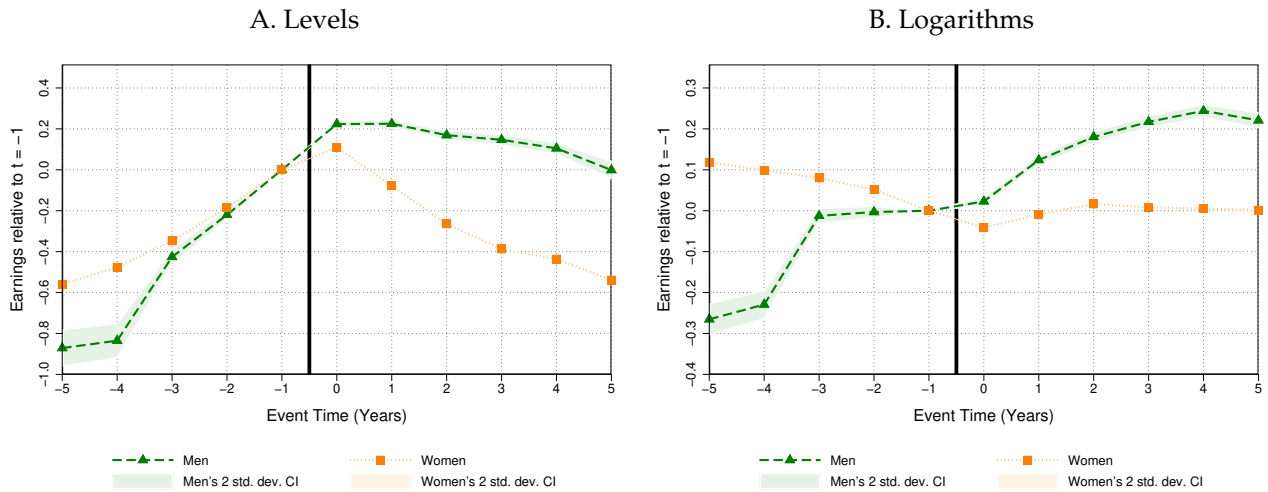 A. Levels
Earnings relative to t = −1
0.4
0.2
0.0
−0.2
−0.4
−0.6
−0.8
−1.0
−5 −4 −3 −2 −1 0 1 2 3 4 5
Event Time (Years)
Men Women
Men's 2 std. dev. CI Women's 2 std. dev. CI
B. Logarithms
Earnings relative to t = −1
0.3
0.2
0.1
0.0
−0.1
−0.2
−0.3
−0.4
−5 −4 −3 −2 −1 0 1 2 3 4 5
Event Time (Years)
Men Women
Men's 2 std. dev. CI Women's 2 std. dev. CI